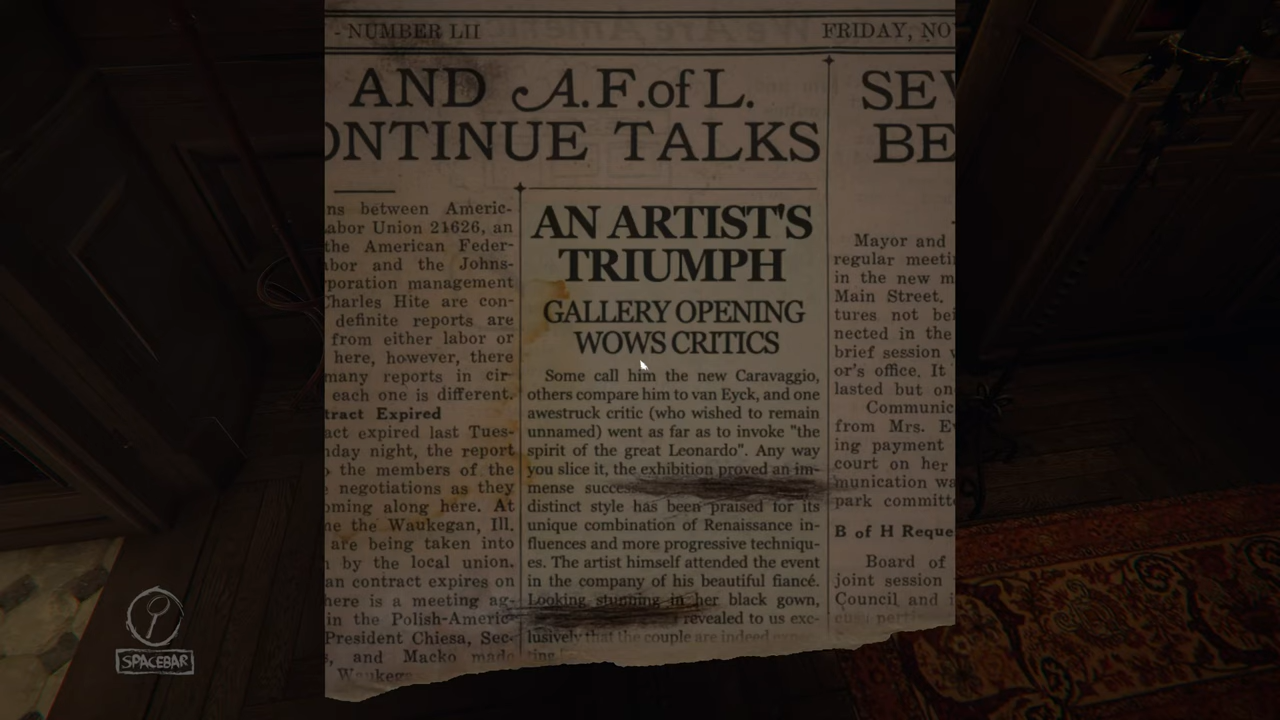 - NUMBER LII
FRIDAY, NO
AND A.F.of L.
ONTINUE TALKS
SEV
BE
ns between Americ-
abor Union 21626, an
the American Feder-
bor and the Johns-
poration management
Charles Hite are con-
definite reports are
from either labor or
here, however, there
many reports in cir-
each one is different.
tract Expired
act expired last Tues-
day night, the report
the members of the
negotiations as they
oming along here. At
e the Waukegan, Ill.
are being taken into
by the local union.
an contract expires on
here is a meeting ag-
in the Polish-Americ-
President Chiesa, Sec-
, and Macko made
Waukeg
AN ARTIST'S
TRIUMPH
GALLERY OPENING
WOWS CRITICS
Some call him the new Caravaggio,
others compare him to van Eyck, and one
awestruck critic (who wished to remain
unnamed) went as far as to invoke "the
spirit of the great Leonardo". Any way
you slice it, the exhibition proved an im-
mense succes
distinct style has been praised for its
unique combination of Renaissance in-
fluences and more progressive techniqu-
es. The artist himself attended the event
in the company of his beautiful fiancé.
Looking stunning in her black gown,
revealed to us exc-
lusively that the couple are indeed expec-
ting.
Mayor and
regular meeti
in the new m
Main Street.
tures not bei
nected in the
brief session w
or's office. It
lasted but on
Communic
from Mrs. Ev
ing payment
court on her
munication wa
park committe
B of H Reque
Board of
joint session
Council and i
SPACEBAR